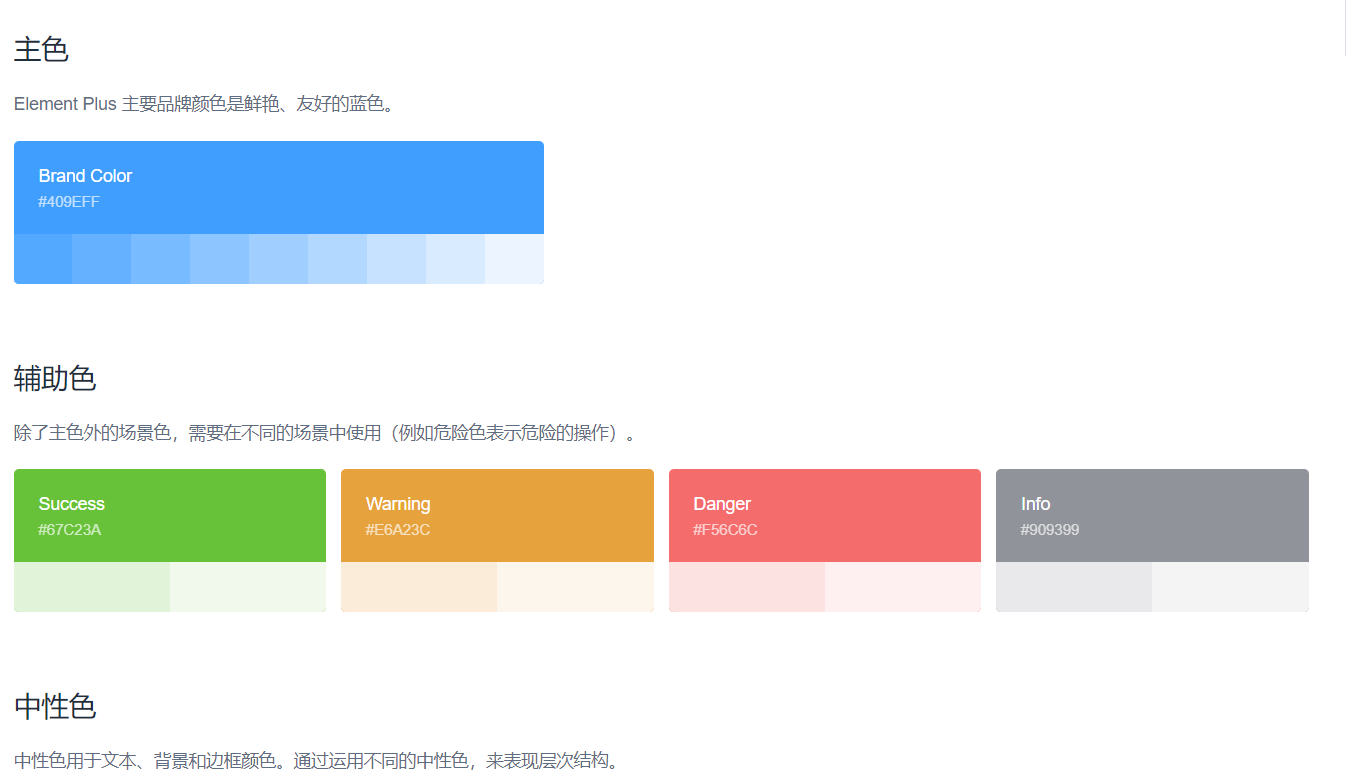 主色
Element Plus 主要品牌颜色是鲜艳、友好的蓝色。
Brand Color
#409EFF
辅助色
除了主色外的场景色，需要在不同的场景中使用（例如危险色表示危险的操作）。
Success
#67C23A
Warning
#E6A23C
Danger
#F56C6C
Info
#909399
中性色
中性色用于文本、背景和边框颜色。通过运用不同的中性色，来表现层次结构。